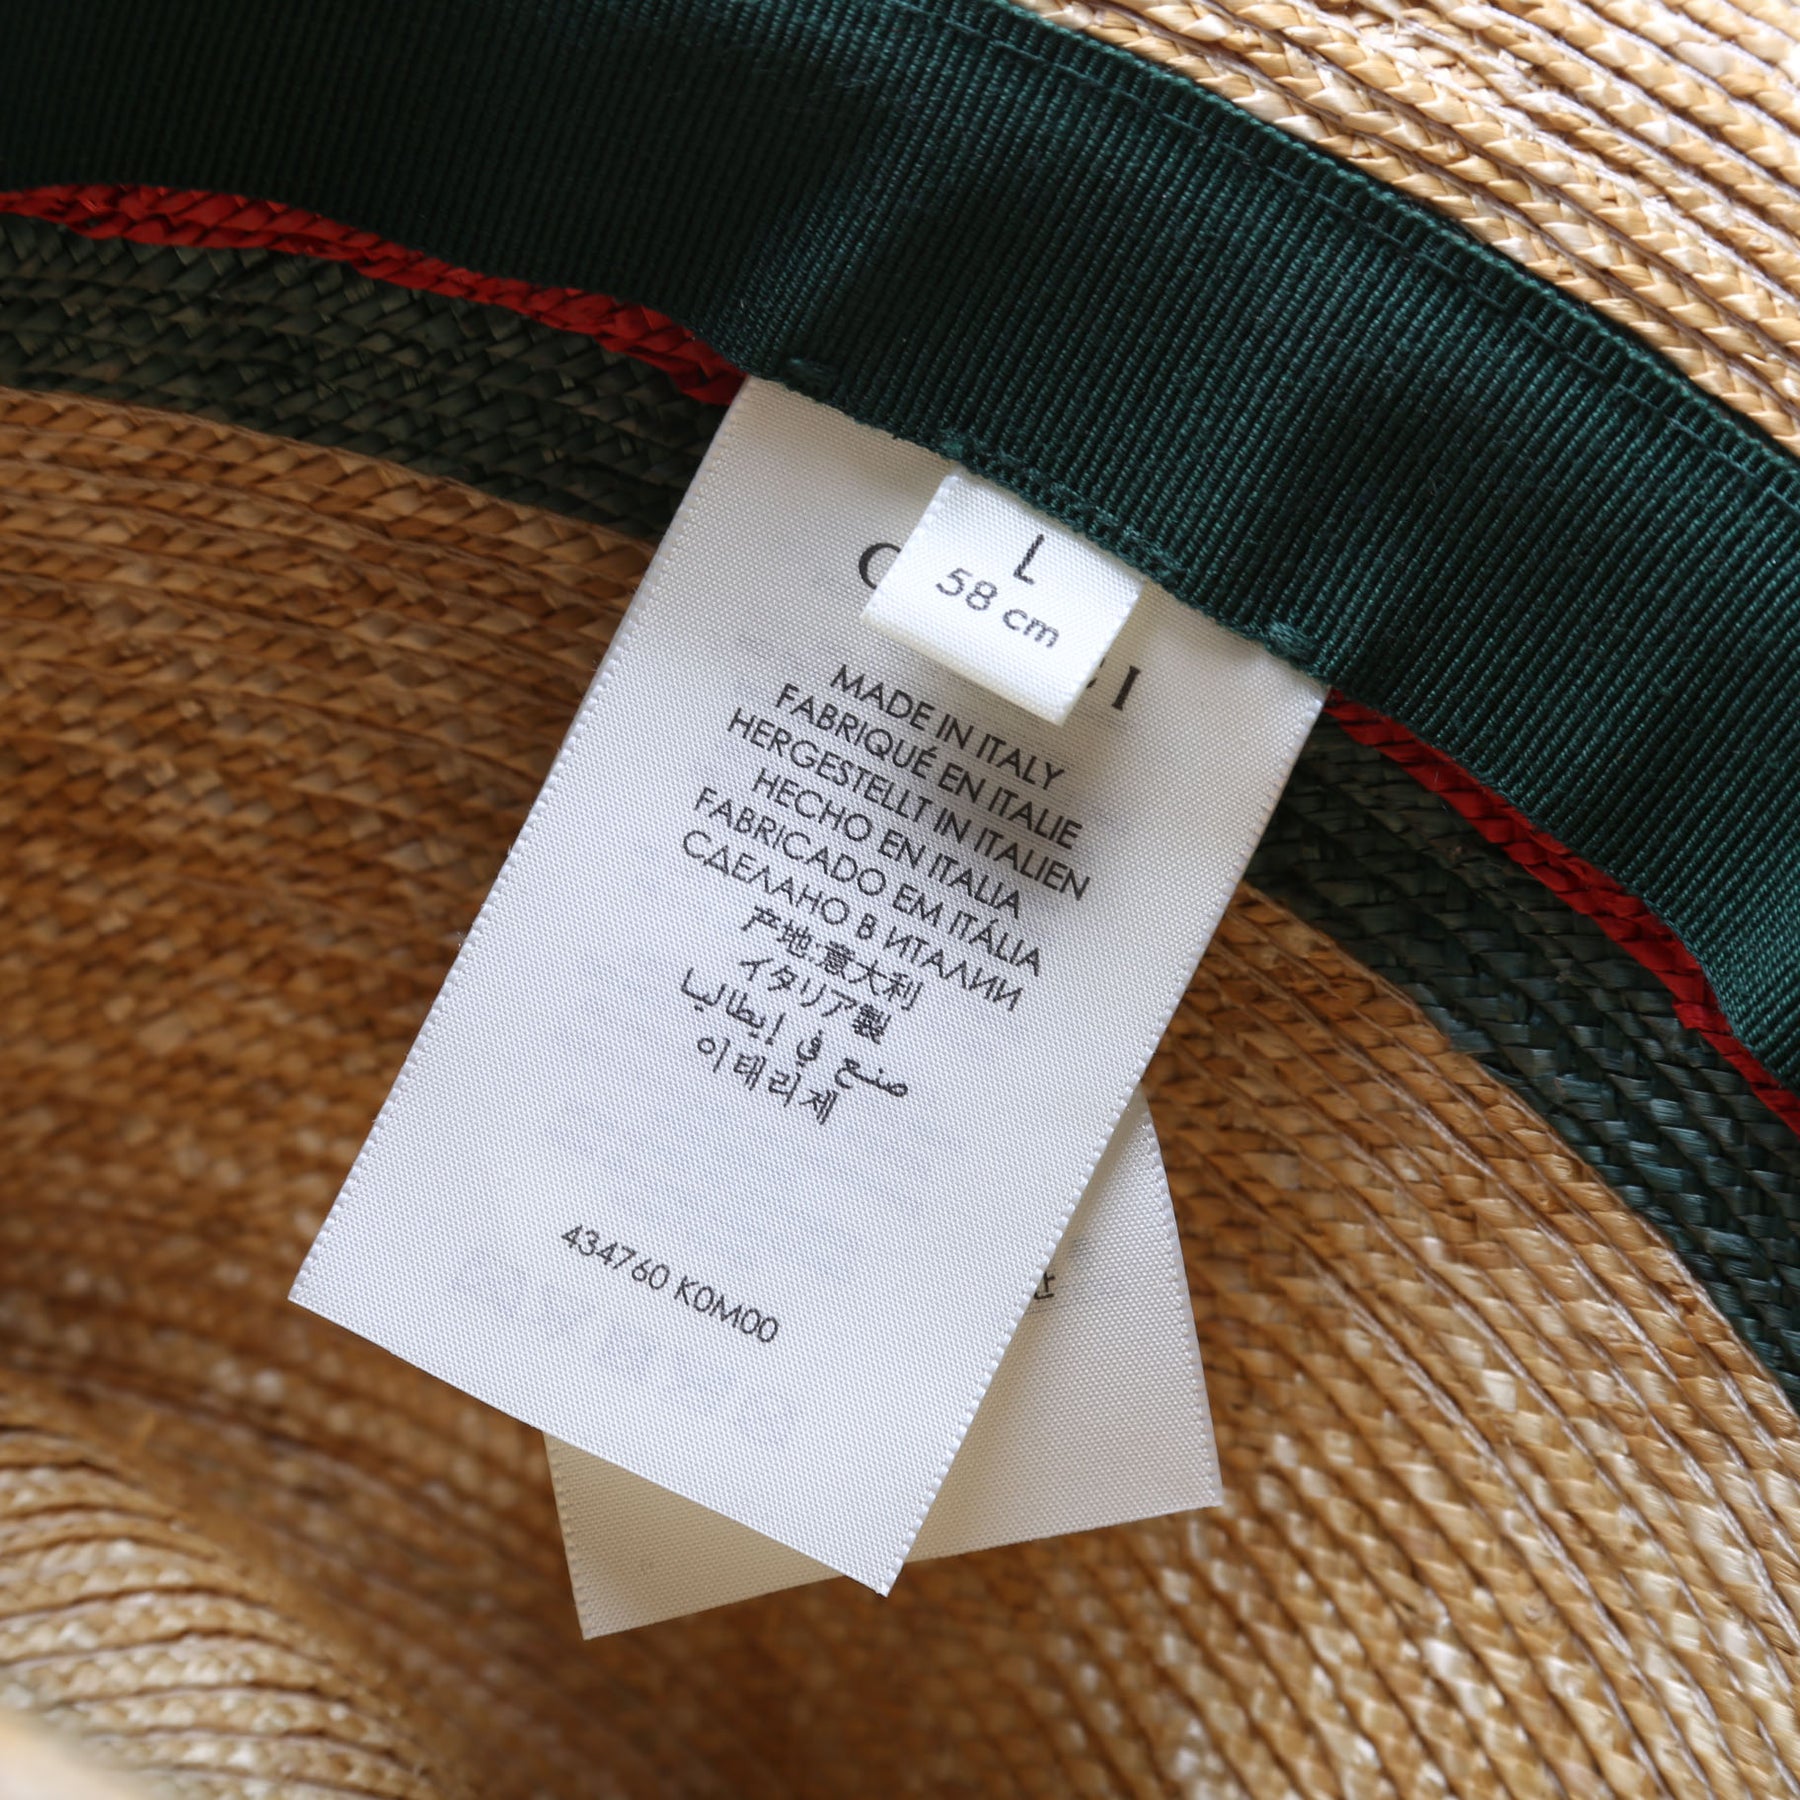 L
58 cm
MADE IN ITALY
FABRIQUÉ EN ITALIE
HERGESTELLT IN ITALIEN
HECHO EN ITALIA
FABRICADO EM ITÁLIA
СДЕЛАНО В ИТАЛИИ
产地:意大利
イタリア製
صنع في إيطاليا
이태리제
434760 K0M00